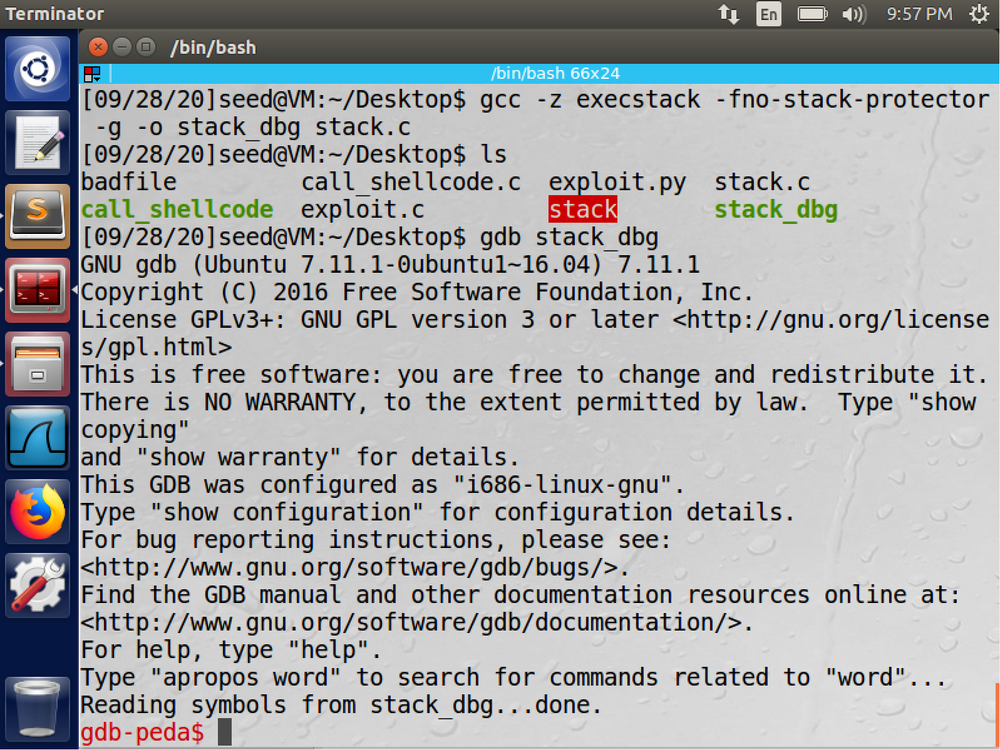 Terminator
En
9:57 PM
/bin/bash
/bin/bash 66x24
[09/28/20]seed@VM:~/Desktop$ gcc -z execstack -fno-stack-protector
 -g -o stack_dbg stack.c
[09/28/20]seed@VM:~/Desktop$ ls
badfile         call_shellcode.c  exploit.py  stack.c
call_shellcode  exploit.c         stack       stack_dbg
[09/28/20]seed@VM:~/Desktop$ gdb stack_dbg
GNU gdb (Ubuntu 7.11.1-0ubuntu1~16.04) 7.11.1
Copyright (C) 2016 Free Software Foundation, Inc.
License GPLv3+: GNU GPL version 3 or later <http://gnu.org/license
s/gpl.html>
This is free software: you are free to change and redistribute it.
There is NO WARRANTY, to the extent permitted by law.  Type "show
copying"
and "show warranty" for details.
This GDB was configured as "i686-linux-gnu".
Type "show configuration" for configuration details.
For bug reporting instructions, please see:
<http://www.gnu.org/software/gdb/bugs/>.
Find the GDB manual and other documentation resources online at:
<http://www.gnu.org/software/gdb/documentation/>.
For help, type "help".
Type "apropos word" to search for commands related to "word"...
Reading symbols from stack_dbg...done.
gdb-peda$